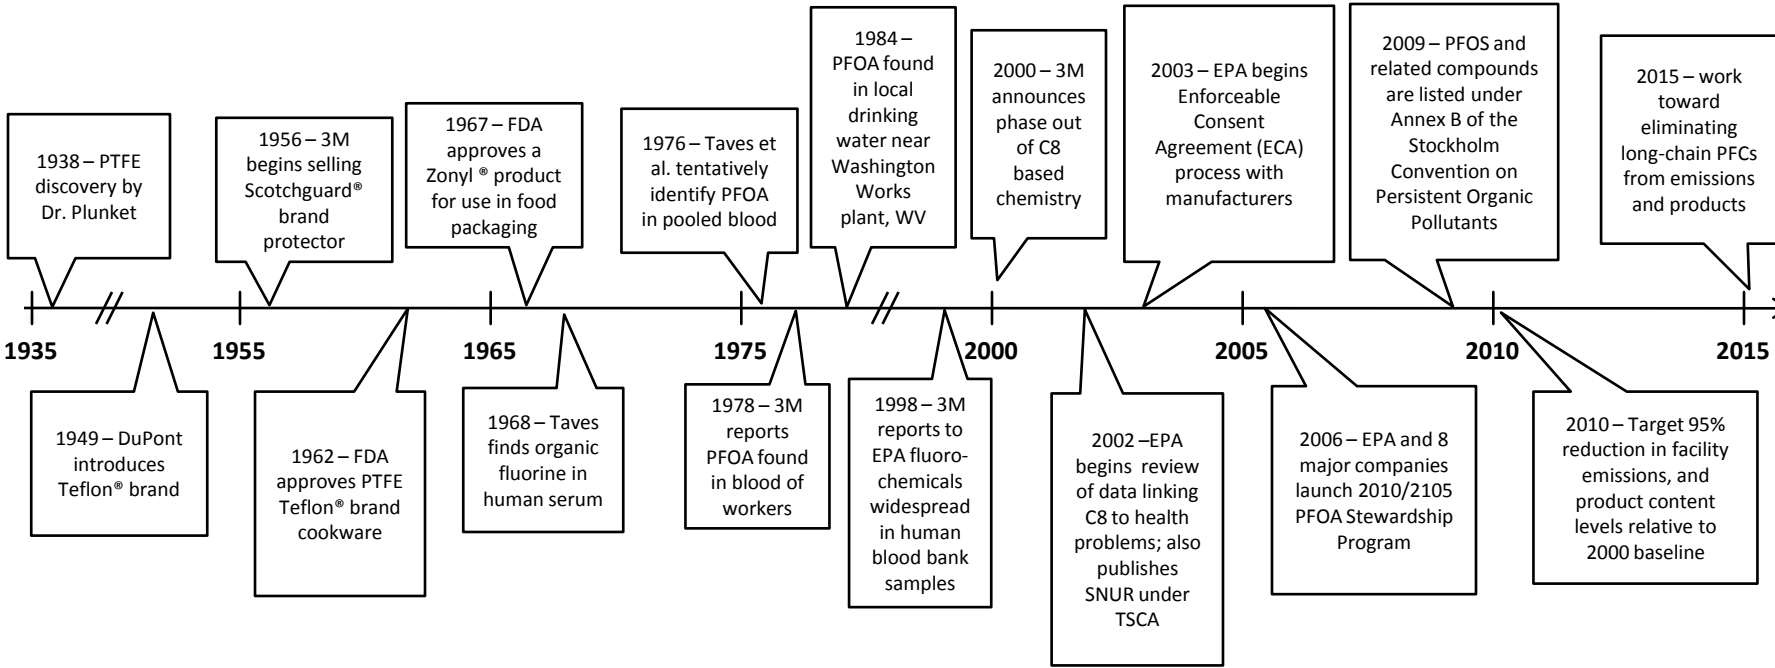 1938 – PTFE
discovery by
Dr. Plunket
1956 – 3M
begins selling
Scotchguard®
brand
protector
1967 – FDA
approves a
Zonyl ® product
for use in food
packaging
1976 – Taves et
al. tentatively
identify PFOA
in pooled blood
1984 –
PFOA found
in local
drinking
water near
Washington
Works
plant, WV
2000 – 3M
announces
phase out
of C8
based
chemistry
2003 – EPA begins
Enforceable
Consent
Agreement (ECA)
process with
manufacturers
2009 – PFOS and
related compounds
are listed under
Annex B of the
Stockholm
Convention on
Persistent Organic
Pollutants
2015 – work
toward
eliminating
long-chain PFCs
from emissions
and products
1935
1955
1965
1975
2000
2005
2010
2015
1949 – DuPont
introduces
Teflon® brand
1962 – FDA
approves PTFE
Teflon® brand
cookware
1968 – Taves
finds organic
fluorine in
human serum
1978 – 3M
reports
PFOA found
in blood of
workers
1998 – 3M
reports to
EPA fluoro-
chemicals
widespread
in human
blood bank
samples
2002 –EPA
begins review
of data linking
C8 to health
problems; also
publishes
SNUR under
TSCA
2006 – EPA and 8
major companies
launch 2010/2105
PFOA Stewardship
Program
2010 – Target 95%
reduction in facility
emissions, and
product content
levels relative to
2000 baseline